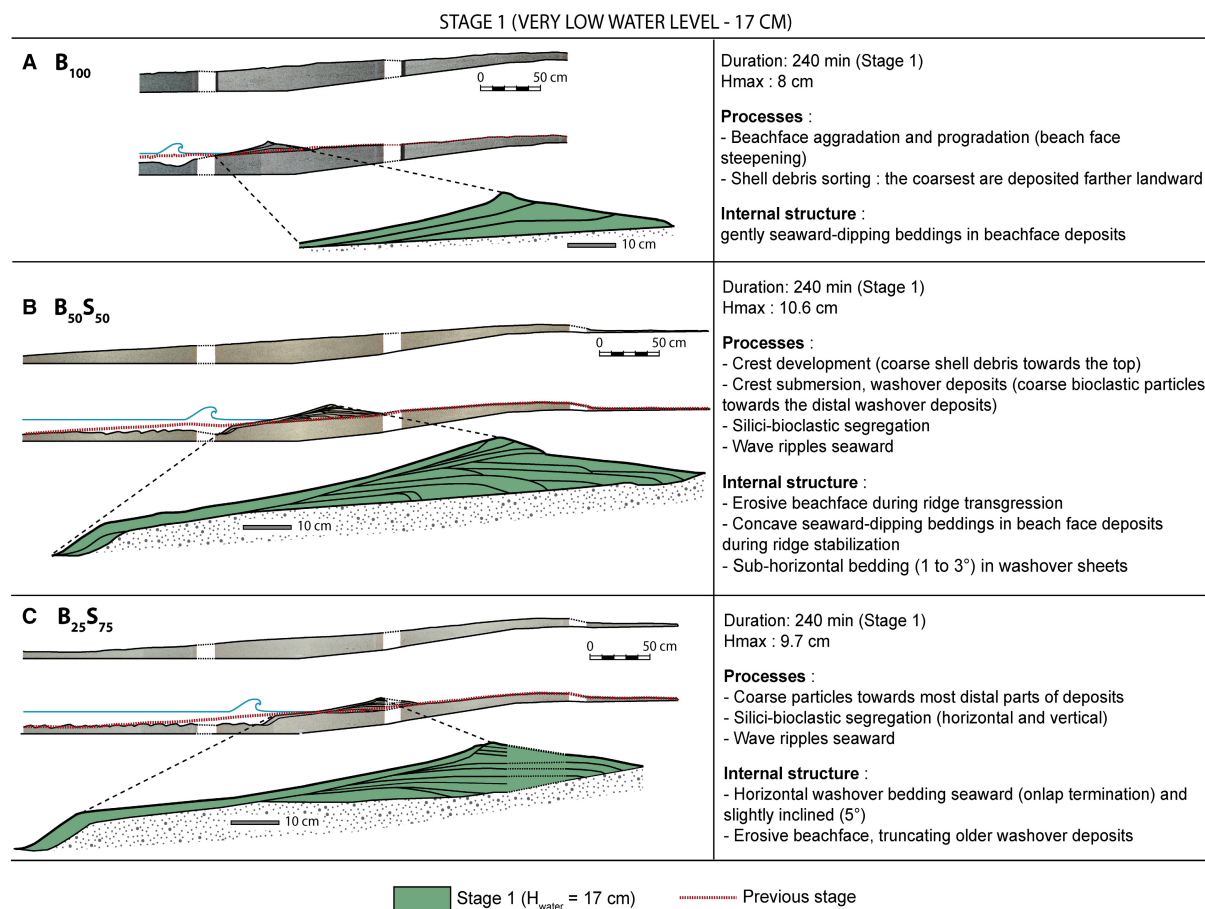 STAGE 1 (VERY LOW WATER LEVEL - 17 CM)
A B100
0 50 cm
10 cm
Duration: 240 min (Stage 1)
Hmax : 8 cm
Processes :
- Beachface aggradation and progradation (beach face
steepening)
- Shell debris sorting : the coarsest are deposited farther landward
Internal structure :
gently seaward-dipping beddings in beachface deposits
B B50S50
0 50 cm
10 cm
Duration: 240 min (Stage 1)
Hmax : 10.6 cm
Processes :
- Crest development (coarse shell debris towards the top)
- Crest submersion, washover deposits (coarse bioclastic particles
towards the distal washover deposits)
- Silici-bioclastic segregation
- Wave ripples seaward
Internal structure :
- Erosive beachface during ridge transgression
- Concave seaward-dipping beddings in beach face deposits
during ridge stabilization
- Sub-horizontal bedding (1 to 3°) in washover sheets
C B25S75
0 50 cm
10 cm
Duration: 240 min (Stage 1)
Hmax : 9.7 cm
Processes :
- Coarse particles towards most distal parts of deposits
- Silici-bioclastic segregation (horizontal and vertical)
- Wave ripples seaward
Internal structure :
- Horizontal washover bedding seaward (onlap termination) and
slightly inclined (5°)
- Erosive beachface, truncating older washover deposits
Stage 1 (Hwater = 17 cm)
Previous stage